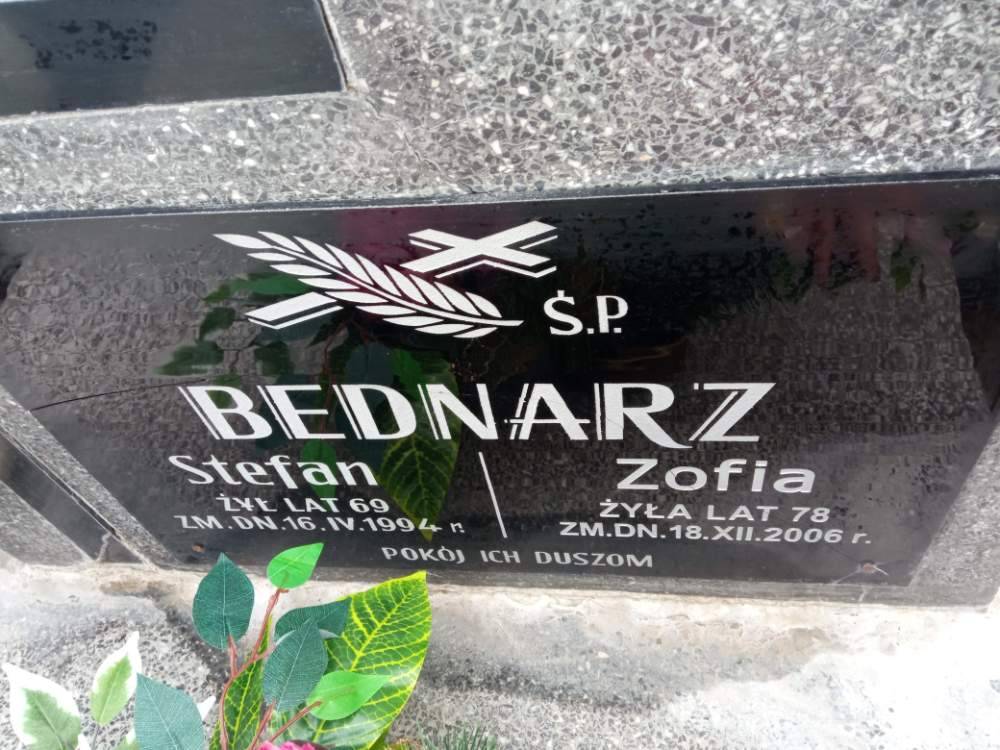 Ś.P.
BEDNARZ
Stefan
ŻYŁ LAT 69
ZM.DN.16.IV.1994 r.
Zofia
ŻYŁA LAT 78
ZM.DN.18.XII.2006 r.
POKÓJ ICH DUSZOM